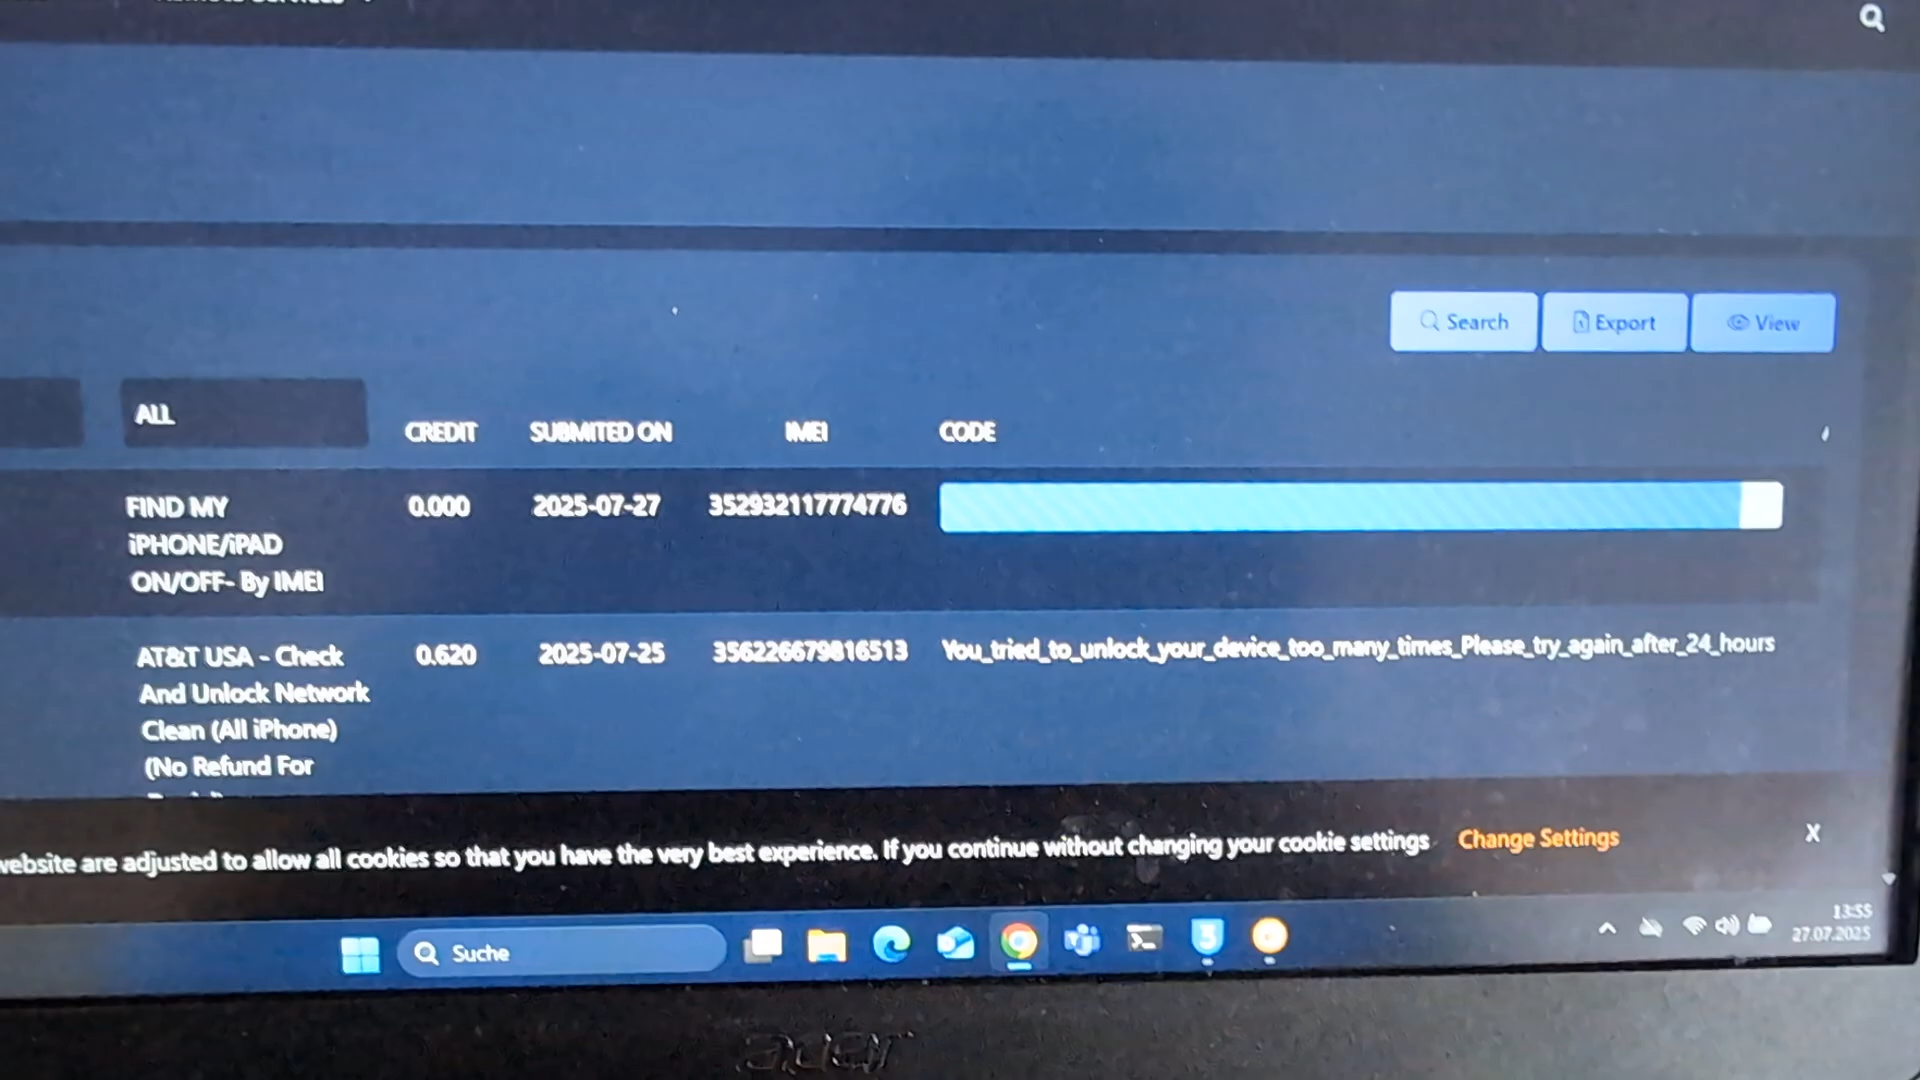 Search
Export
View
ALL
CREDIT
SUBMITED ON
IMEI
CODE
FIND MY
iPHONE/iPAD
ON/OFF- By IMEI
0.000
2025-07-27
352932117774776
AT&T USA - Check
And Unlock Network
Clean (All iPhone)
(No Refund For
0.620
2025-07-25
356226679816513
You_tried_to_unlock_your_device_too_many_times_Please_try_again_after_24_hours
website are adjusted to allow all cookies so that you have the very best experience. If you continue without changing your cookie settings
Change Settings
X
Suche
13:55
27.07.2025
acer